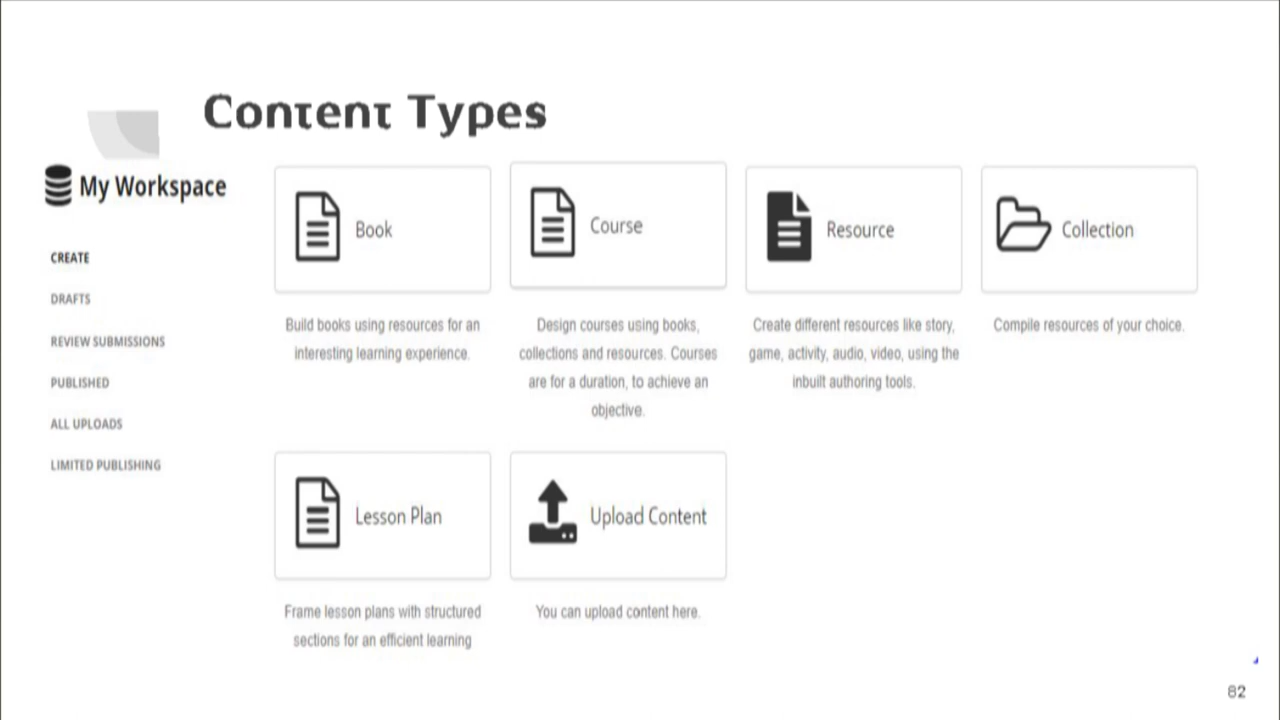 Content Types
My Workspace
CREATE
DRAFTS
REVIEW SUBMISSIONS
PUBLISHED
ALL UPLOADS
LIMITED PUBLISHING
Book
Build books using resources for an
interesting learning experience.
Course
Design courses using books,
collections and resources. Courses
are for a duration, to achieve an
objective.
Resource
Create different resources like story,
game, activity, audio, video, using the
inbuilt authoring tools.
Collection
Compile resources of your choice.
Lesson Plan
Frame lesson plans with structured
sections for an efficient learning
Upload Content
You can upload content here.
82